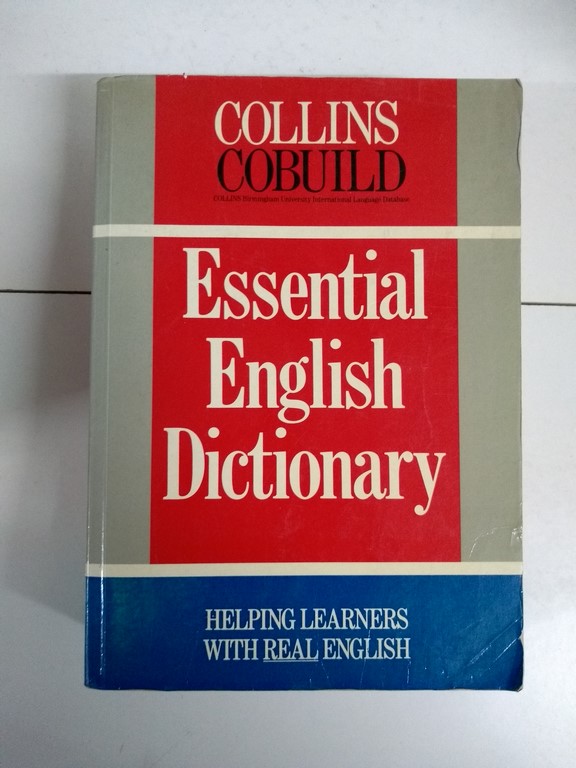 COLLINS
COBUILD
COLLINS Birmingham University International Language Database
Essential
English
Dictionary
HELPING LEARNERS
WITH REAL ENGLISH